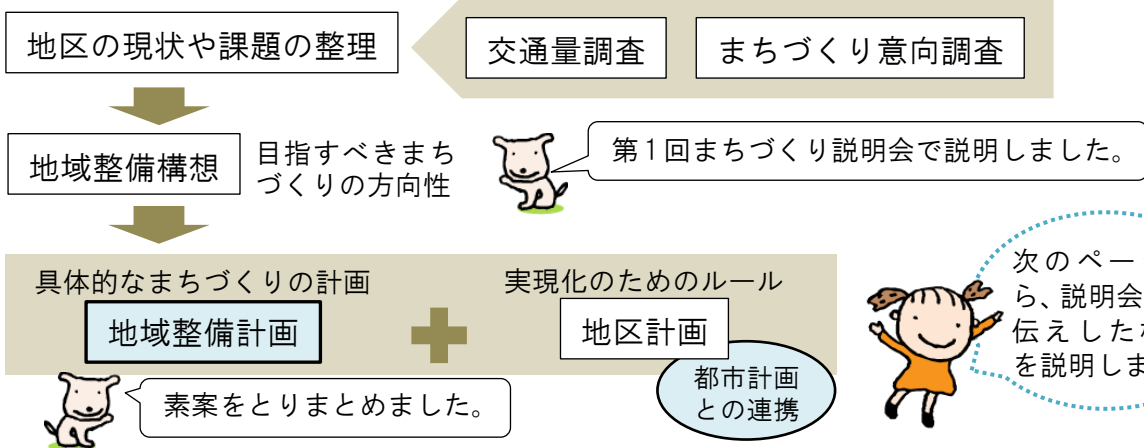 地区の現状や課題の整理
交通量調査
まちづくり意向調査
地域整備構想
目指すべきまち
づくりの方向性
第1回まちづくり説明会で説明しました。
具体的なまちづくりの計画
地域整備計画
実現化のためのルール
地区計画
都市計画
との連携
素案をとりまとめました。
次のペー
ら、説明会
伝えした
を説明しま